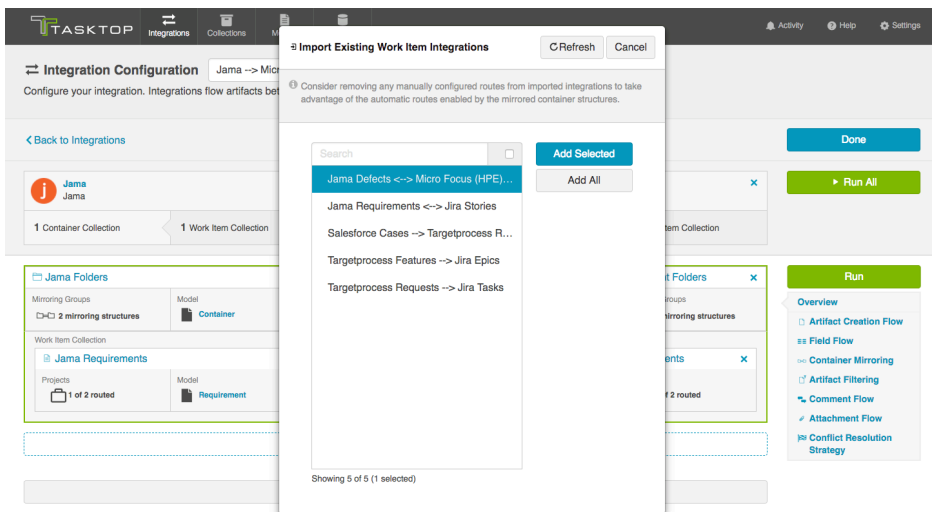 TASKTOP
Integrations
Collections
Activity
Help
Settings
Integration Configuration
Jama --> Micr
Configure your integration. Integrations flow artifacts bet
Back to Integrations
Done
Jama
Jama
1 Container Collection
1 Work Item Collection
tem Collection
Run All
Jama Folders
t Folders
Mirroring Groups
2 mirroring structures
Model
Container
roups
irroring structures
Work Item Collection
Jama Requirements
ents
Projects
1 of 2 routed
Model
Requirement
f 2 routed
Run
Overview
Artifact Creation Flow
Field Flow
Container Mirroring
Artifact Filtering
Comment Flow
Attachment Flow
Conflict Resolution
Strategy
Import Existing Work Item Integrations
Refresh
Cancel
Consider removing any manually configured routes from imported integrations to take
advantage of the automatic routes enabled by the mirrored container structures.
Search
Add Selected
Add All
Jama Defects <--> Micro Focus (HPE)...
Jama Requirements <--> Jira Stories
Salesforce Cases --> Targetprocess R...
Targetprocess Features --> Jira Epics
Targetprocess Requests --> Jira Tasks
Showing 5 of 5 (1 selected)